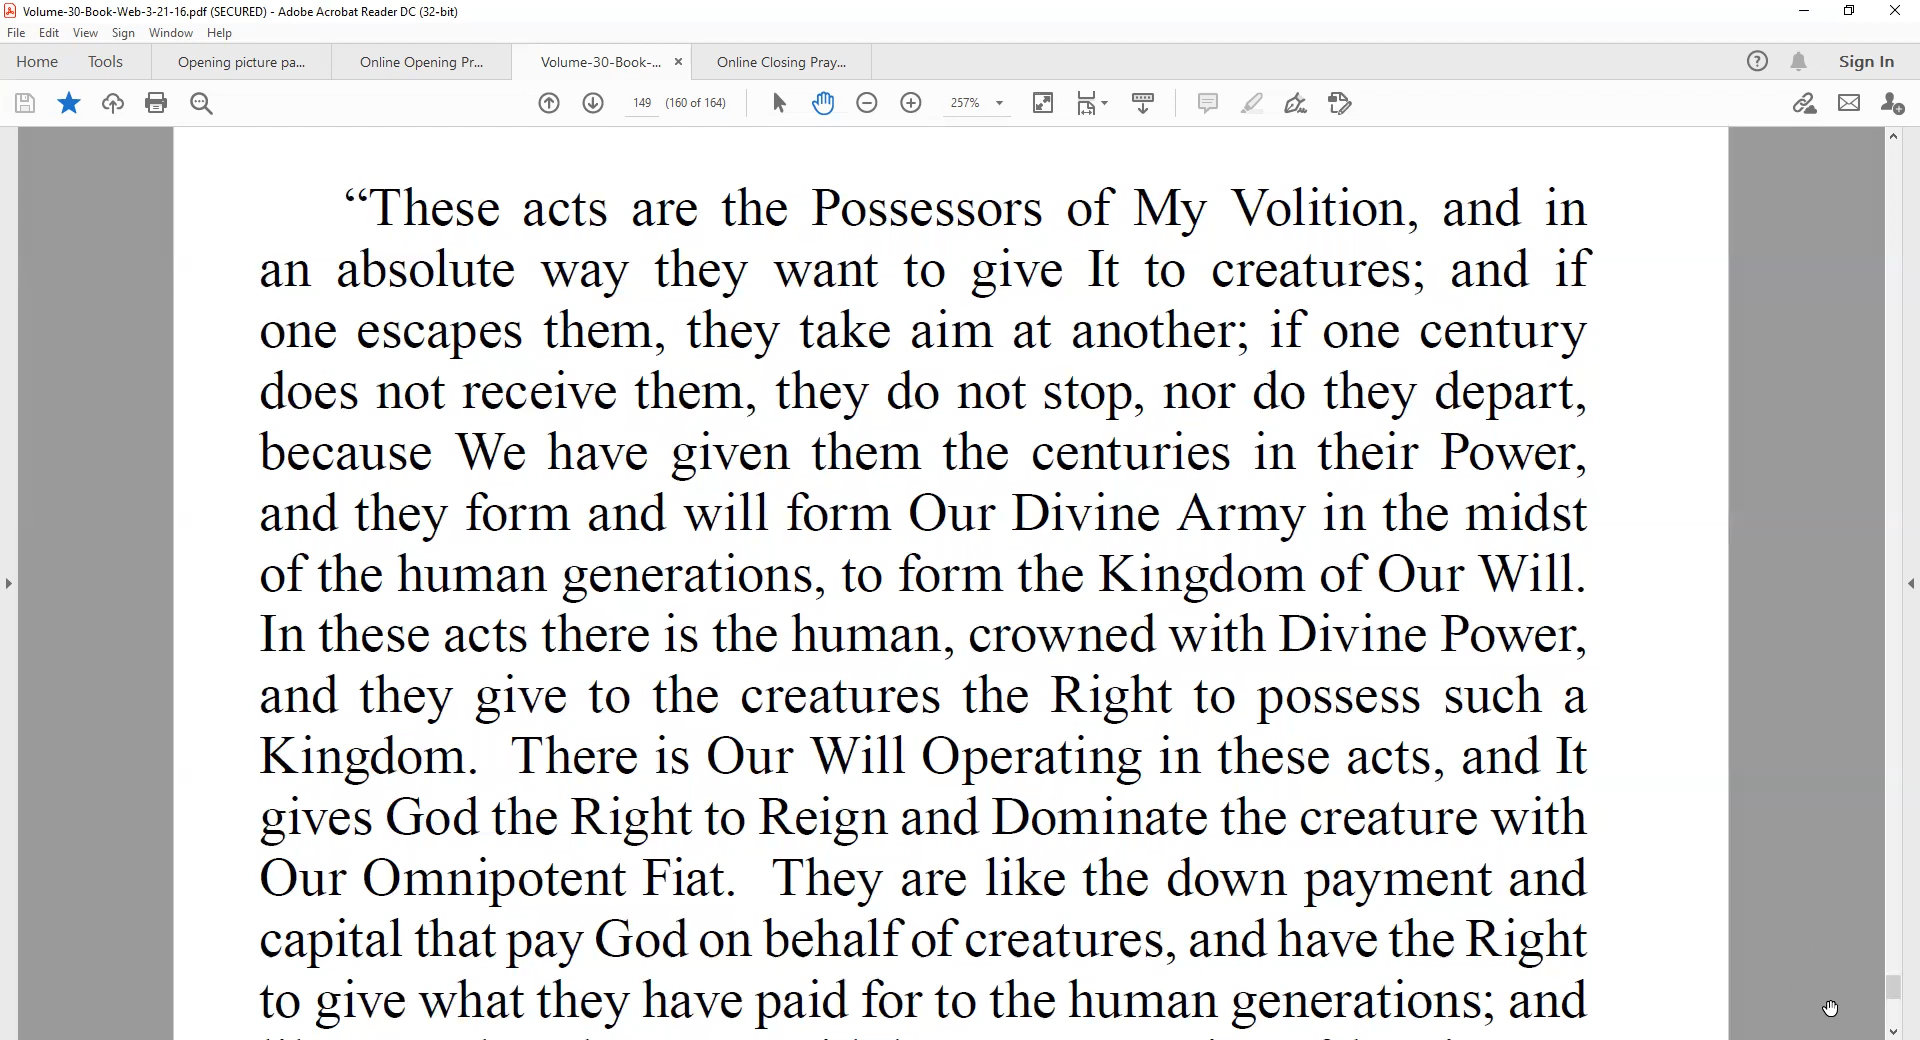 Volume-30-Book-Web-3-21-16.pdf (SECURED) - Adobe Acrobat Reader DC (32-bit)
File Edit View Sign Window Help
Home Tools Opening picture pa... Online Opening Pr... Volume-30-Book-... × Online Closing Pray... Sign In
149 (160 of 164) 257%
“These acts are the Possessors of My Volition, and in
an absolute way they want to give It to creatures; and if
one escapes them, they take aim at another; if one century
does not receive them, they do not stop, nor do they depart,
because We have given them the centuries in their Power,
and they form and will form Our Divine Army in the midst
of the human generations, to form the Kingdom of Our Will.
In these acts there is the human, crowned with Divine Power,
and they give to the creatures the Right to possess such a
Kingdom.  There is Our Will Operating in these acts, and It
gives God the Right to Reign and Dominate the creature with
Our Omnipotent Fiat.  They are like the down payment and
capital that pay God on behalf of creatures, and have the Right
to give what they have paid for to the human generations; and